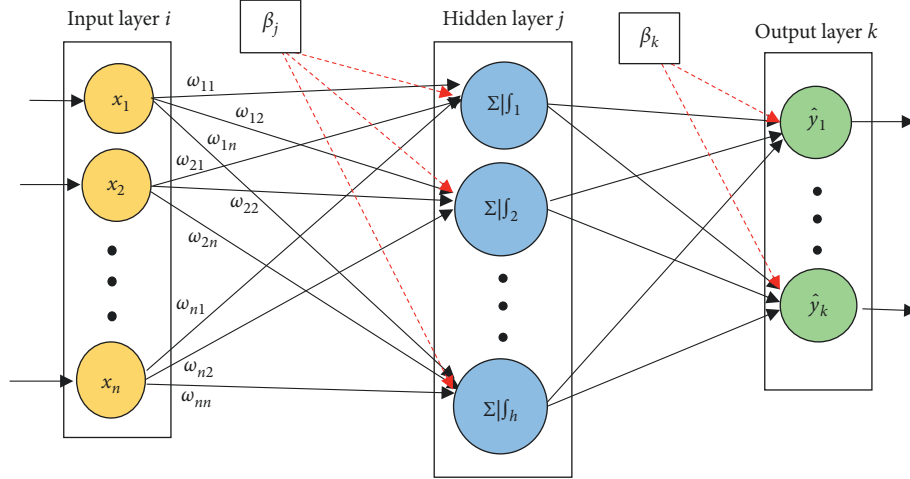 Input layer i
β_j
Hidden layer j
β_k
Output layer k
x_1
ω_11
ω_12
ω_1n
Σ|∫_1
ŷ_1
x_2
ω_21
ω_22
ω_2n
Σ|∫_2
ω_n1
ŷ_k
x_n
ω_n2
ω_nn
Σ|∫_h